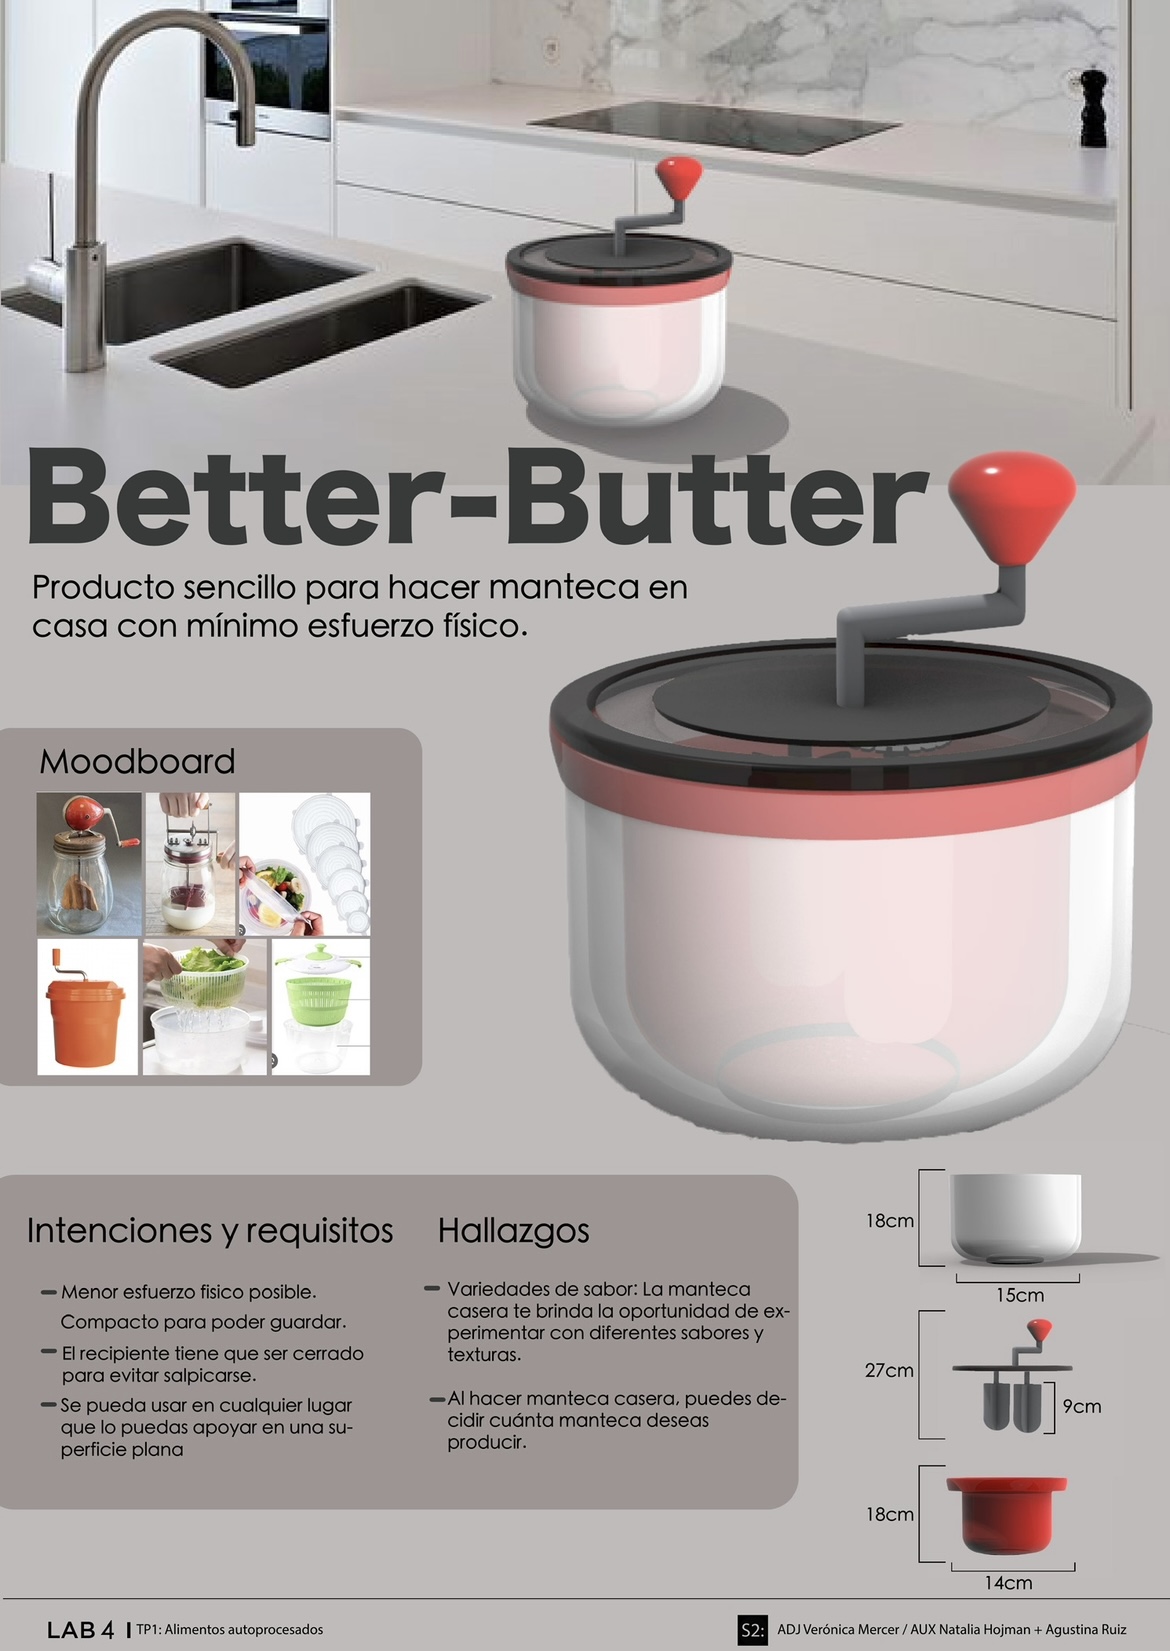 Better-Butter
Producto sencillo para hacer manteca en
casa con mínimo esfuerzo físico.
Moodboard
Intenciones y requisitos
Menor esfuerzo fisico posible.
Compacto para poder guardar.
El recipiente tiene que ser cerrado
para evitar salpicarse.
Se pueda usar en cualquier lugar
que lo puedas apoyar en una su-
perficie plana
Hallazgos
Variedades de sabor: La manteca
casera te brinda la oportunidad de ex-
perimentar con diferentes sabores y
texturas.
Al hacer manteca casera, puedes de-
cidir cuánta manteca deseas
producir.
18cm
15cm
27cm
9cm
18cm
14cm
LAB 4 | TP1: Alimentos autoprocesados
S2: ADJ Verónica Mercer / AUX Natalia Hojman + Agustina Ruiz